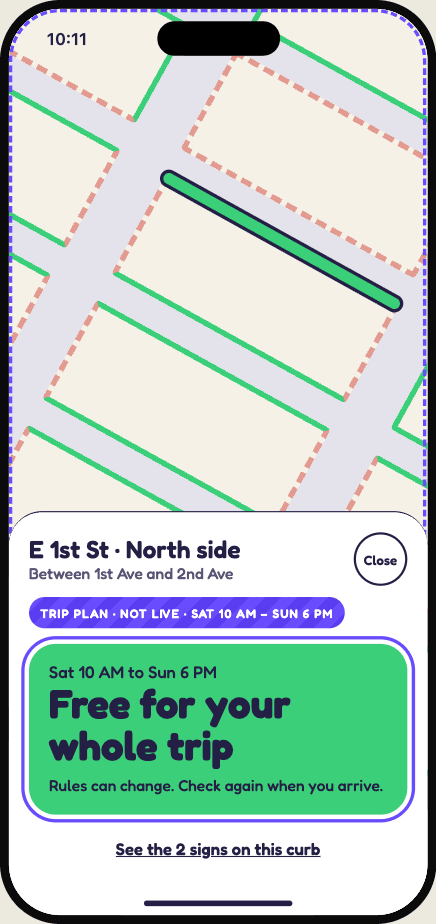 10:11
E 1st St · North side
Close
Between 1st Ave and 2nd Ave
TRIP PLAN · NOT LIVE · SAT 10 AM – SUN 6 PM
Sat 10 AM to Sun 6 PM
Free for your
whole trip
Rules can change. Check again when you arrive.
See the 2 signs on this curb